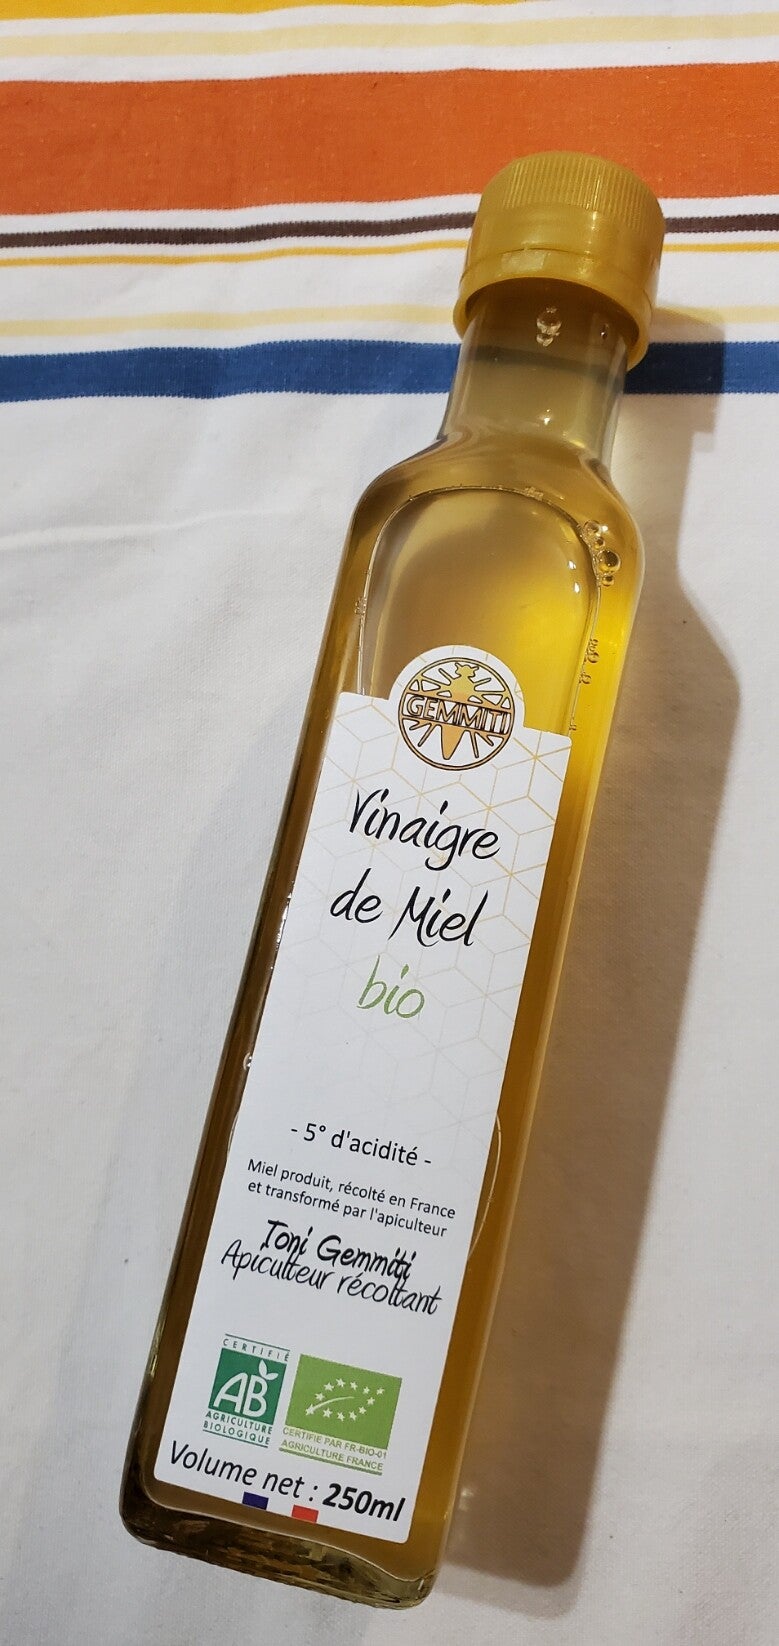 GEMMITI
Vinaigre
de Miel
bio
- 5° d'acidité -
Miel produit, récolté en France
et transformé par l'apiculteur
Toni Gemmiti
Apiculteur récoltant
CERTIFIÉ
AB
AGRICULTURE
BIOLOGIQUE
CERTIFIE PAR FR-BIO-01
AGRICULTURE FRANCE
Volume net : 250ml